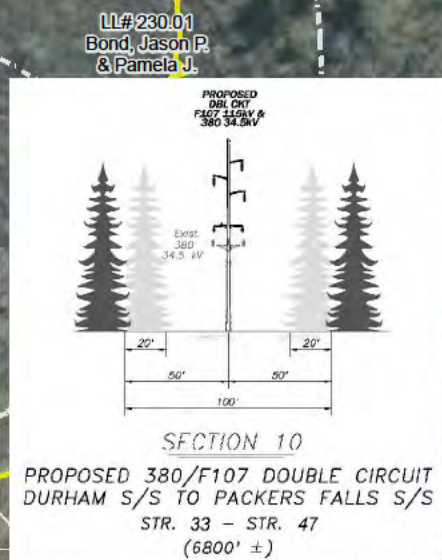 LL# 230.01
Bond, Jason P.
& Pamela J.
PROPOSED
DBL CKT
F107 115kV &
380 34.5kV
Exist.
380
34.5 kV
20'
20'
50'
50'
100'
SECTION 10
PROPOSED 380/F107 DOUBLE CIRCUIT
DURHAM S/S TO PACKERS FALLS S/S
STR. 33 - STR. 47
(6800' ±)